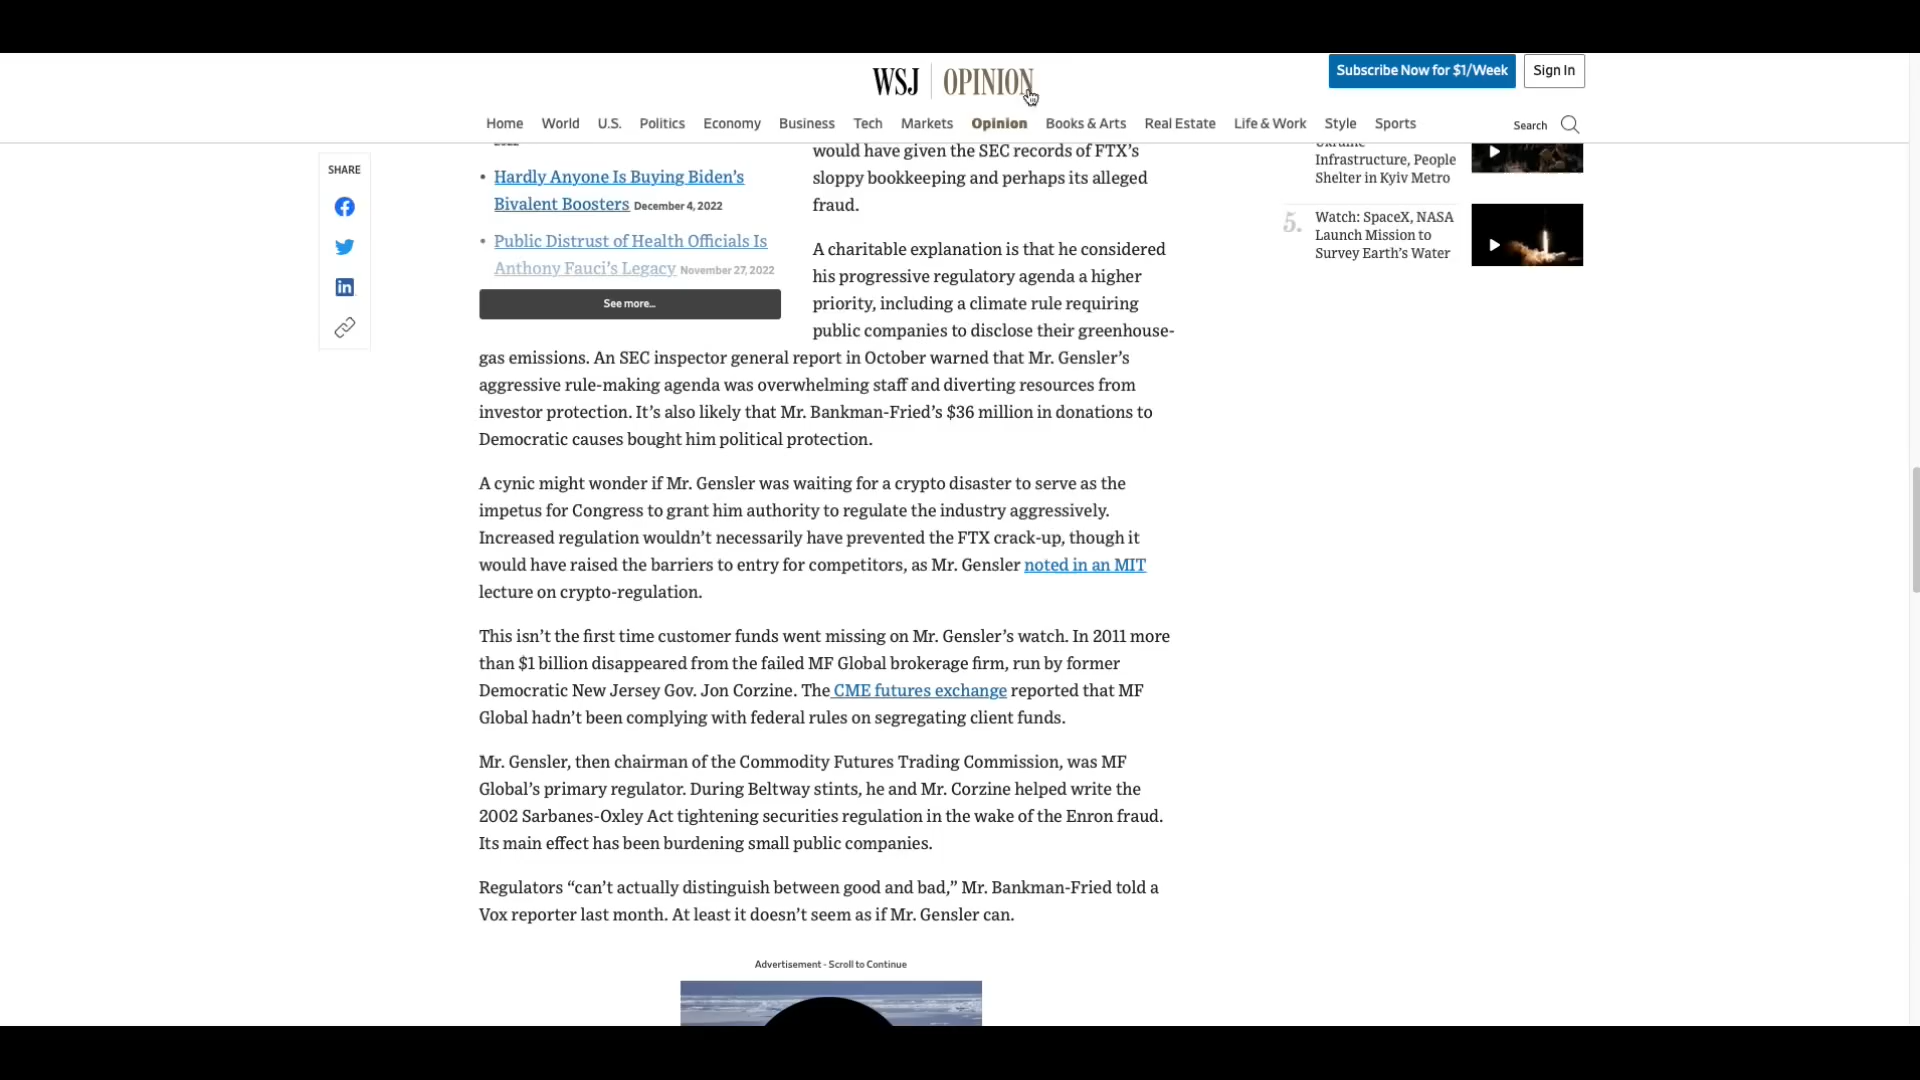 WSJ | OPINION
Subscribe Now for $1/Week
Sign In
Home World U.S. Politics Economy Business Tech Markets Opinion Books & Arts Real Estate Life & Work Style Sports
Search
SHARE
2022
• Hardly Anyone Is Buying Biden’s
Bivalent Boosters December 4, 2022
• Public Distrust of Health Officials Is
Anthony Fauci’s Legacy November 27, 2022
See more...
would have given the SEC records of FTX’s
sloppy bookkeeping and perhaps its alleged
fraud.
A charitable explanation is that he considered
his progressive regulatory agenda a higher
priority, including a climate rule requiring
public companies to disclose their greenhouse-
gas emissions. An SEC inspector general report in October warned that Mr. Gensler’s
aggressive rule-making agenda was overwhelming staff and diverting resources from
investor protection. It’s also likely that Mr. Bankman-Fried’s $36 million in donations to
Democratic causes bought him political protection.
A cynic might wonder if Mr. Gensler was waiting for a crypto disaster to serve as the
impetus for Congress to grant him authority to regulate the industry aggressively.
Increased regulation wouldn’t necessarily have prevented the FTX crack-up, though it
would have raised the barriers to entry for competitors, as Mr. Gensler noted in an MIT
lecture on crypto-regulation.
This isn’t the first time customer funds went missing on Mr. Gensler’s watch. In 2011 more
than $1 billion disappeared from the failed MF Global brokerage firm, run by former
Democratic New Jersey Gov. Jon Corzine. The CME futures exchange reported that MF
Global hadn’t been complying with federal rules on segregating client funds.
Mr. Gensler, then chairman of the Commodity Futures Trading Commission, was MF
Global’s primary regulator. During Beltway stints, he and Mr. Corzine helped write the
2002 Sarbanes-Oxley Act tightening securities regulation in the wake of the Enron fraud.
Its main effect has been burdening small public companies.
Regulators “can’t actually distinguish between good and bad,” Mr. Bankman-Fried told a
Vox reporter last month. At least it doesn’t seem as if Mr. Gensler can.
Advertisement - Scroll to Continue
Ukraine
Infrastructure, People
Shelter in Kyiv Metro
5.
Watch: SpaceX, NASA
Launch Mission to
Survey Earth’s Water